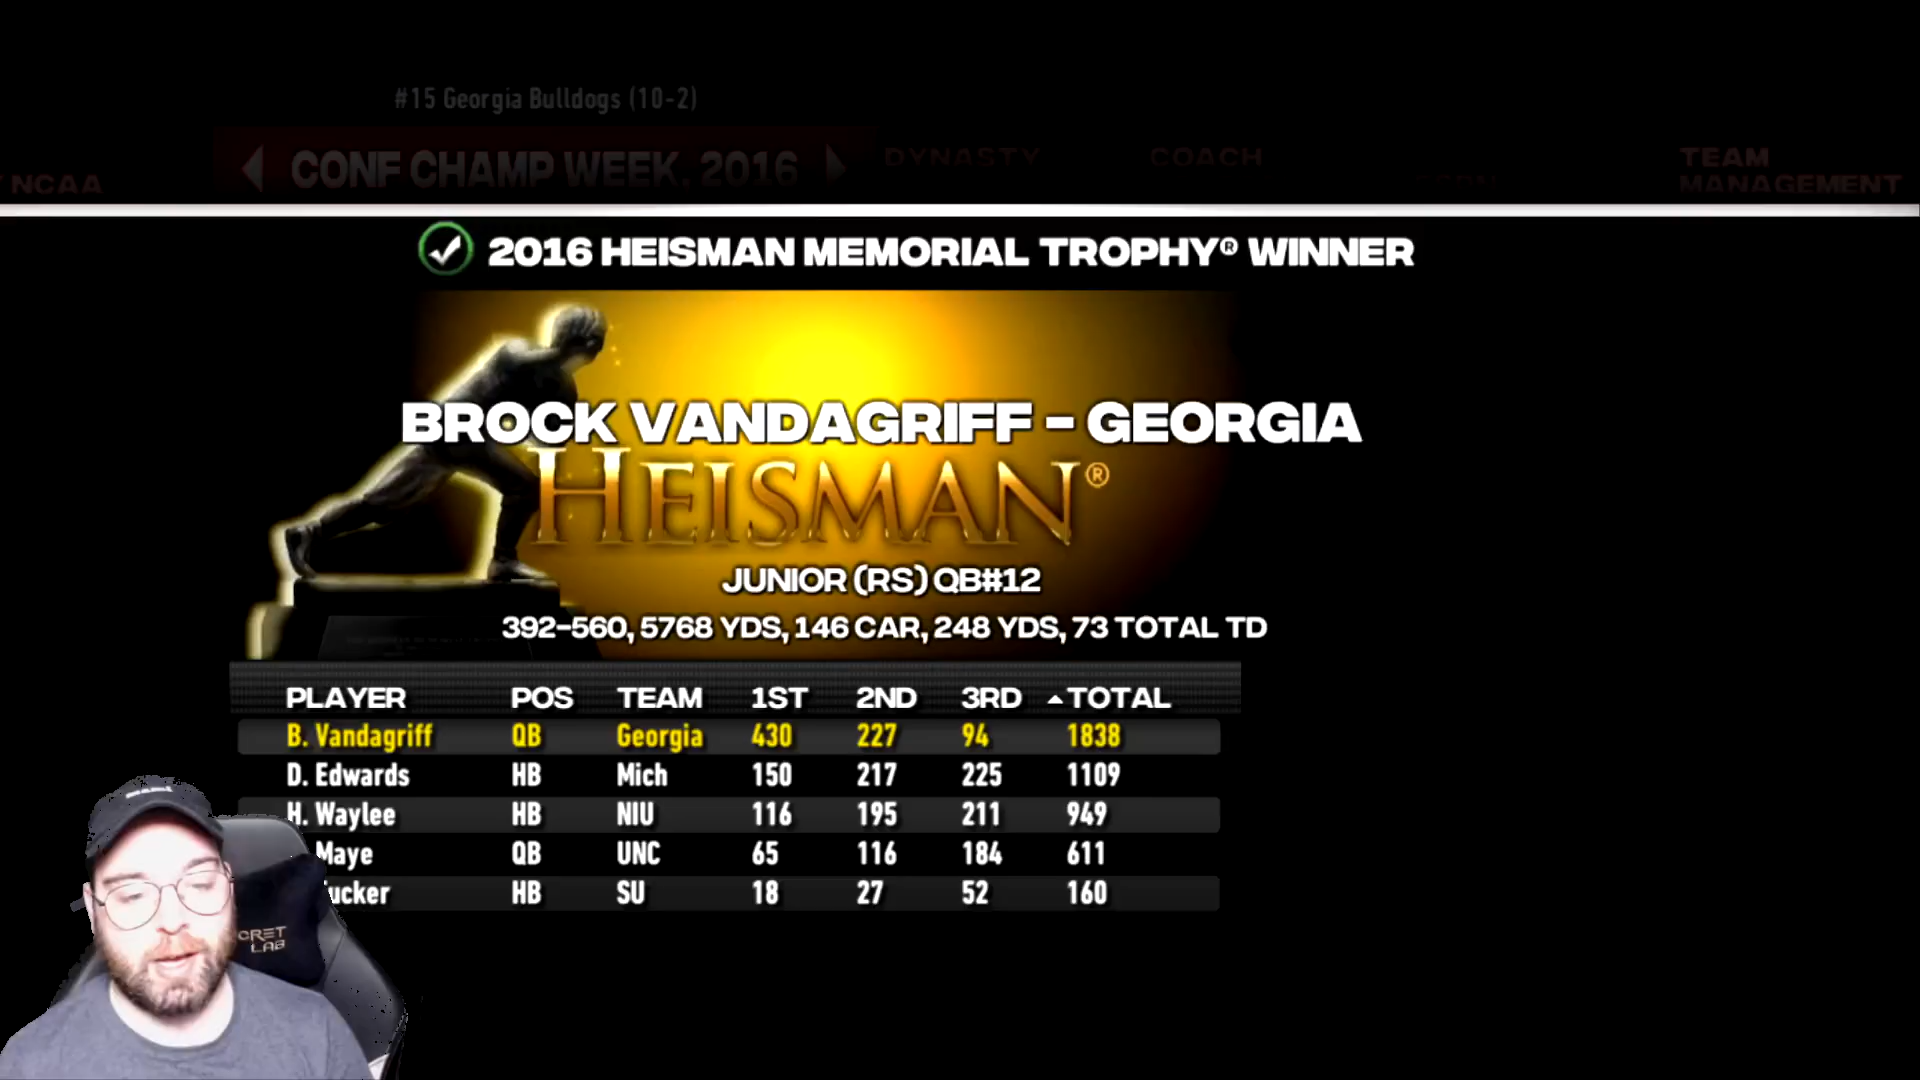 #15 Georgia Bulldogs (10-2)
NCAA
CONF CHAMP WEEK, 2016
DYNASTY
COACH
TEAM
MANAGEMENT
2016 HEISMAN MEMORIAL TROPHY® WINNER
BROCK VANDAGRIFF - GEORGIA
HEISMAN®
JUNIOR (RS) QB#12
392-560, 5768 YDS, 146 CAR, 248 YDS, 73 TOTAL TD
PLAYER POS TEAM 1ST 2ND 3RD TOTAL
B. Vandagriff QB Georgia 430 227 94 1838
D. Edwards HB Mich 150 217 225 1109
H. Waylee HB NIU 116 195 211 949
Maye QB UNC 65 116 184 611
ucker HB SU 18 27 52 160
CRET
LAB